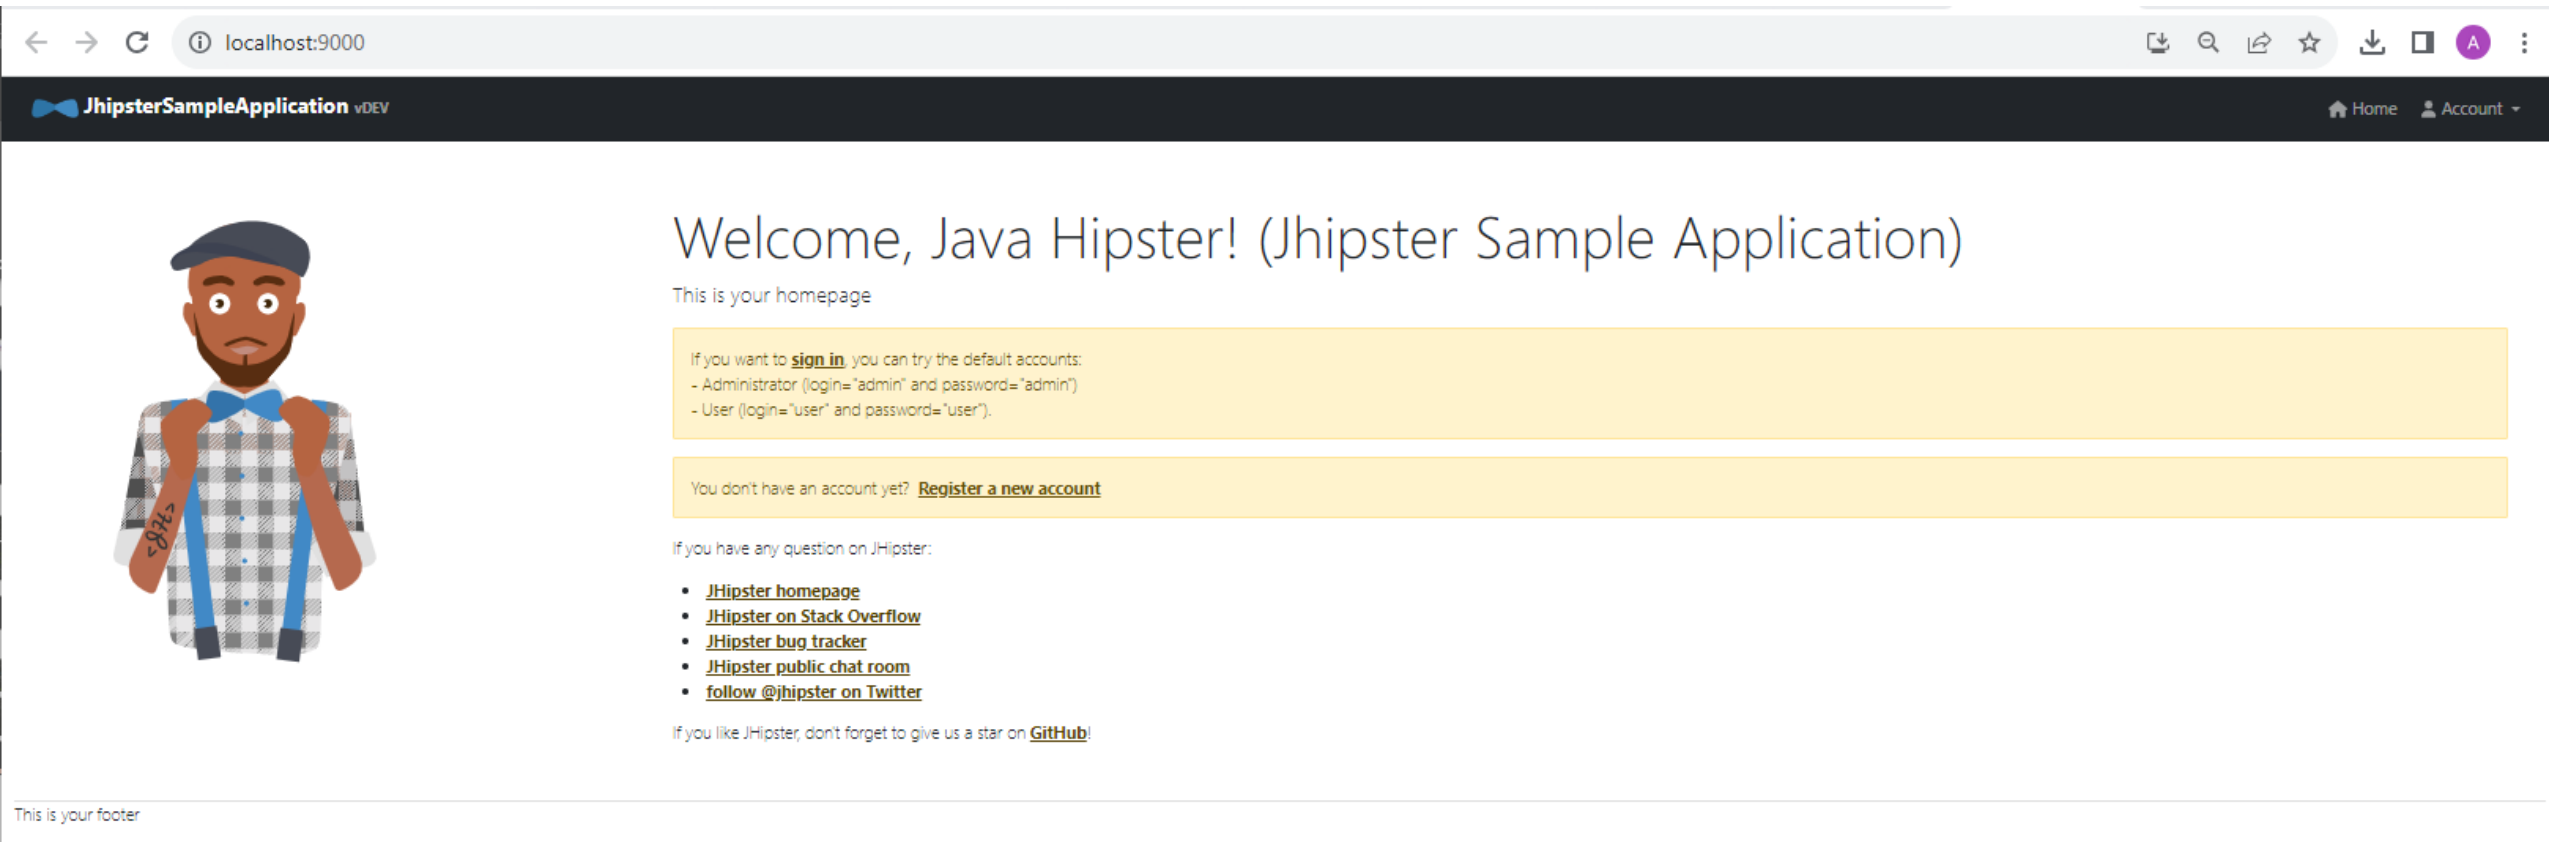 localhost:9000
A
JhipsterSampleApplication vDEV
Home Account
Welcome, Java Hipster! (Jhipster Sample Application)
This is your homepage
If you want to sign in, you can try the default accounts:
- Administrator (login="admin" and password="admin")
- User (login="user" and password="user").
You don't have an account yet? Register a new account
<JH>
If you have any question on JHipster:
• JHipster homepage
• JHipster on Stack Overflow
• JHipster bug tracker
• JHipster public chat room
• follow @jhipster on Twitter
If you like JHipster, don't forget to give us a star on GitHub!
This is your footer